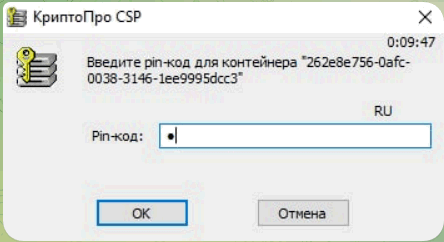 КриптоПро CSP
0:09:47
Введите pin-код для контейнера "262e8e756-0afc-
0038-3146-1ee9995dcc3"
RU
Pin-код:
OK
Отмена